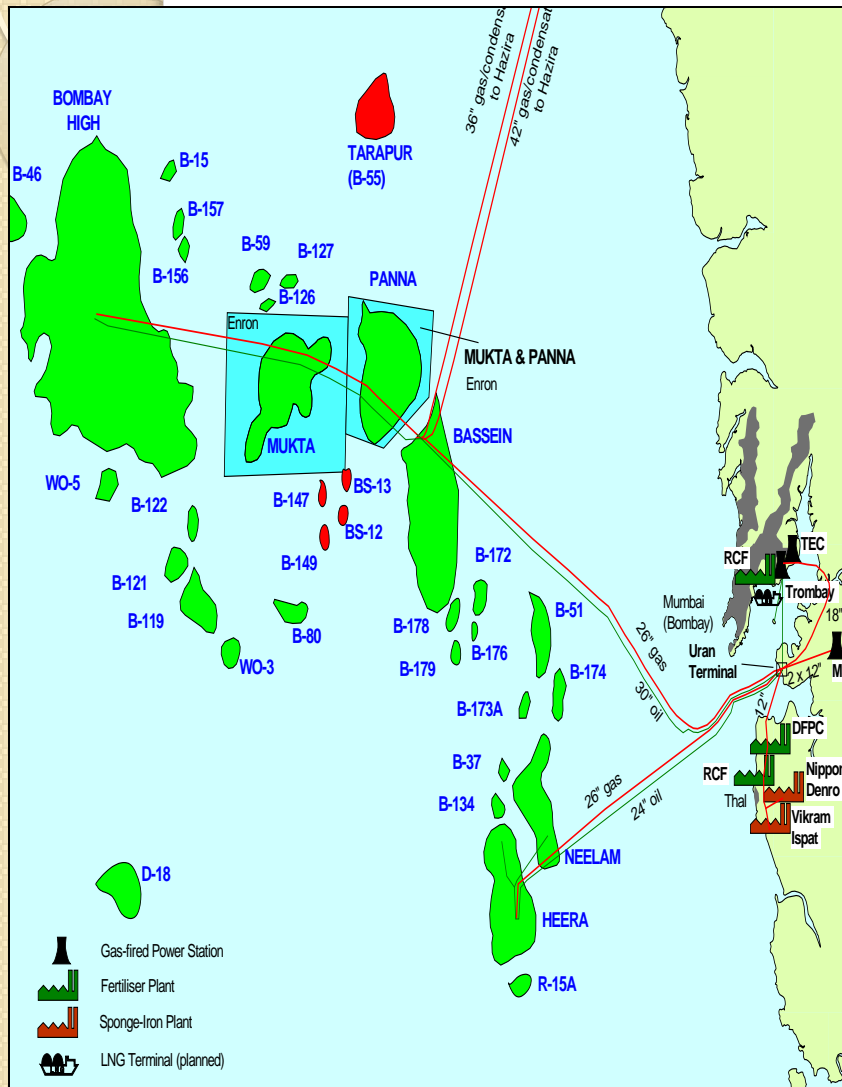 36" gas/condensat
to Hazira
42" gas/condensat
to Hazira
BOMBAY
HIGH
TARAPUR
(B-55)
B-46
B-15
B-157
B-156
B-59
B-127
B-126
PANNA
Enron
MUKTA & PANNA
Enron
MUKTA
BASSEIN
WO-5
B-122
B-147
BS-13
BS-12
B-149
B-121
B-119
B-80
WO-3
B-172
B-178
B-176
B-179
B-51
B-174
B-173A
B-37
B-134
26" gas
30" oil
RCF
TEC
Trombay
Mumbai
(Bombay)
18"
Uran
Terminal
M
2 x 12"
12"
DFPC
RCF
Thal
Nippon
Denro
Vikram
Ispat
26" gas
24" oil
NEELAM
HEERA
D-18
R-15A
Gas-fired Power Station
Fertiliser Plant
Sponge-Iron Plant
LNG Terminal (planned)